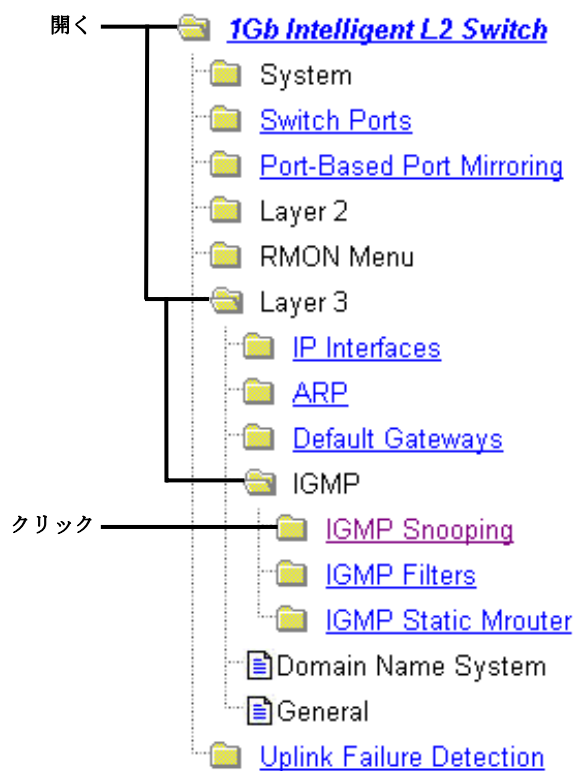 開く
1Gb Intelligent L2 Switch
System
Switch Ports
Port-Based Port Mirroring
Layer 2
RMON Menu
Layer 3
IP Interfaces
ARP
Default Gateways
IGMP
クリック
IGMP Snooping
IGMP Filters
IGMP Static Mrouter
Domain Name System
General
Uplink Failure Detection